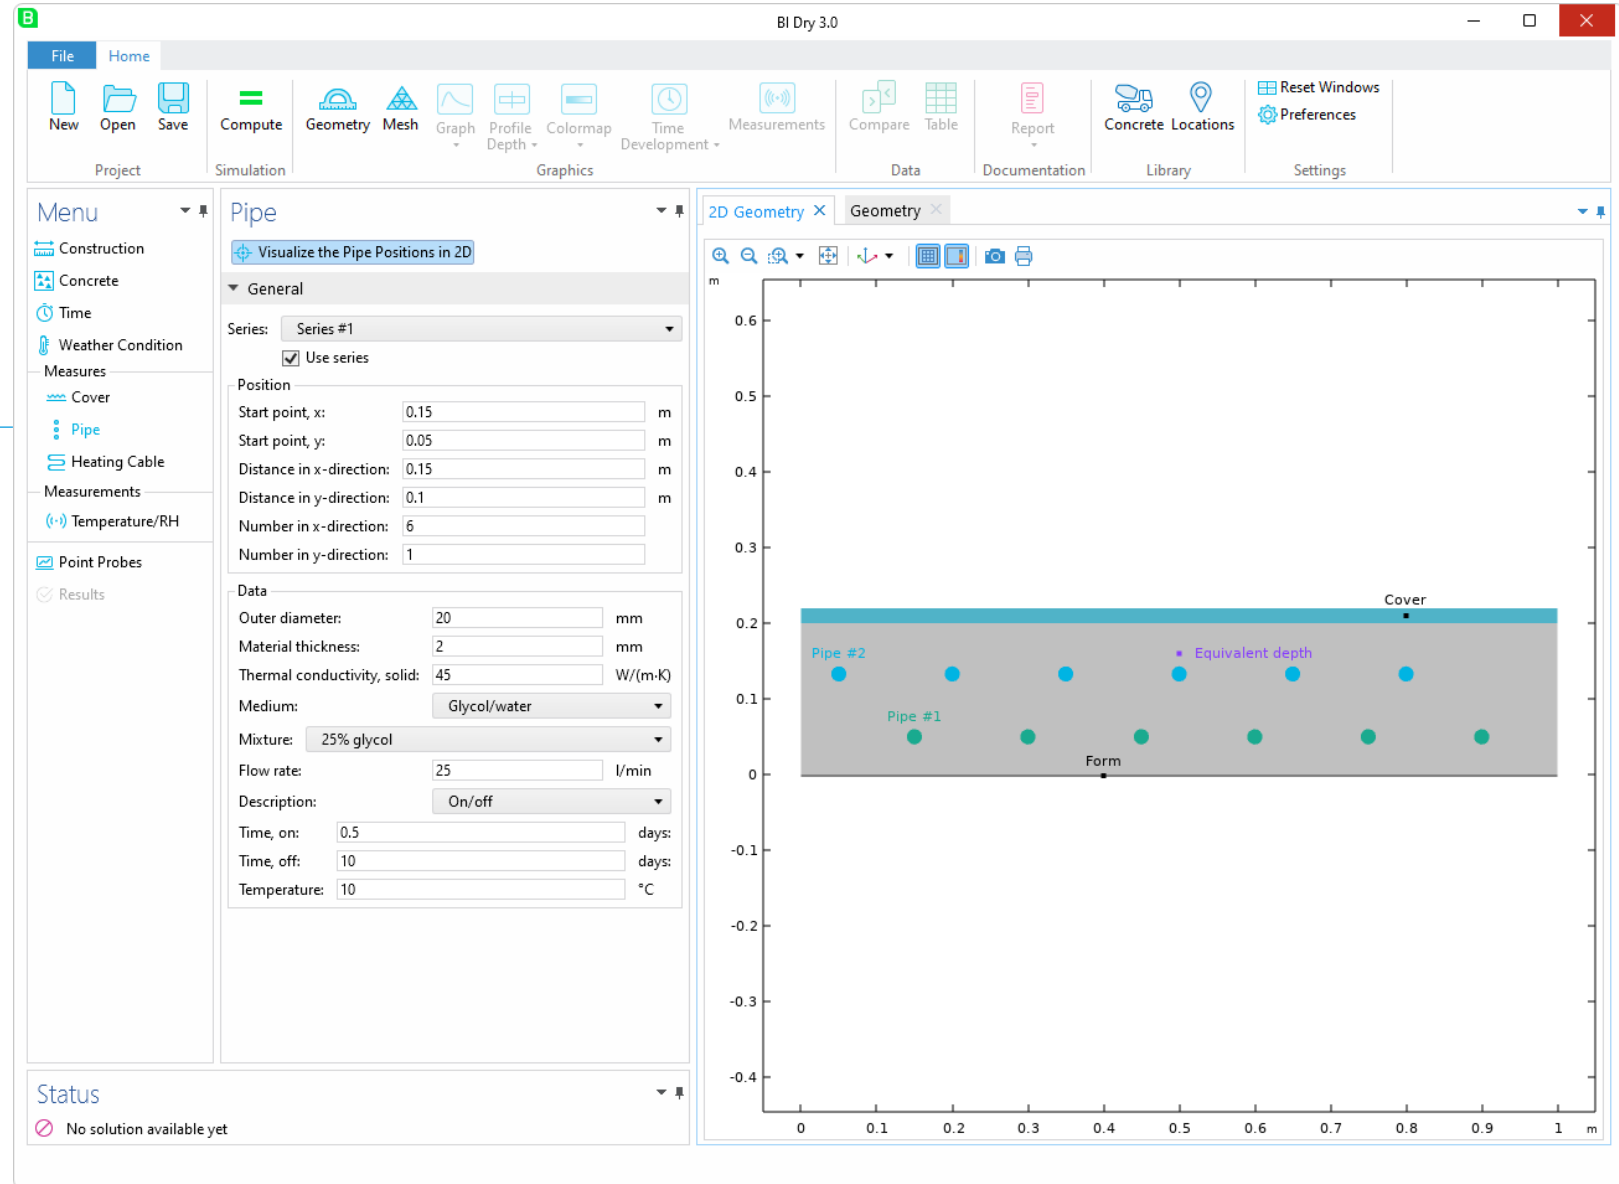 B
BI Dry 3.0
File Home
New Open Save Compute Geometry Mesh Graph Profile Depth Colormap Time Development Measurements Compare Table Report Concrete Locations Reset Windows
Preferences
Project Simulation Graphics Data Documentation Library Settings
Menu
Construction
Concrete
Time
Weather Condition
Measures
Cover
Pipe
Heating Cable
Measurements
Temperature/RH
Point Probes
Results
Pipe
Visualize the Pipe Positions in 2D
General
Series: Series #1
Use series
Position
Start point, x: 0.15 m
Start point, y: 0.05 m
Distance in x-direction: 0.15 m
Distance in y-direction: 0.1 m
Number in x-direction: 6
Number in y-direction: 1
Data
Outer diameter: 20 mm
Material thickness: 2 mm
Thermal conductivity, solid: 45 W/(m·K)
Medium: Glycol/water
Mixture: 25% glycol
Flow rate: 25 l/min
Description: On/off
Time, on: 0.5 days:
Time, off: 10 days:
Temperature: 10 °C
Status
No solution available yet
2D Geometry Geometry
m
0.6
0.5
0.4
0.3
Cover
0.2
Pipe #2 Equivalent depth
0.1
Pipe #1
Form
0
-0.1
-0.2
-0.3
-0.4
0 0.1 0.2 0.3 0.4 0.5 0.6 0.7 0.8 0.9 1 m